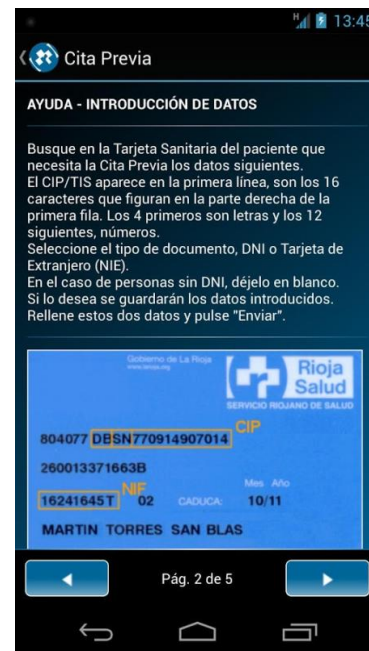 H 13:45
Cita Previa
AYUDA - INTRODUCCIÓN DE DATOS
Busque en la Tarjeta Sanitaria del paciente que
necesita la Cita Previa los datos siguientes.
El CIP/TIS aparece en la primera línea, son los 16
caracteres que figuran en la parte derecha de la
primera fila. Los 4 primeros son letras y los 12
siguientes, números.
Seleccione el tipo de documento, DNI o Tarjeta de
Extranjero (NIE).
En el caso de personas sin DNI, déjelo en blanco.
Si lo desea se guardarán los datos introducidos.
Rellene estos dos datos y pulse "Enviar".
Gobierno de La Rioja
www.larioja.org
Rioja
Salud
SERVICIO RIOJANO DE SALUD
804077 DBSN770914907014 CIP
260013371663B
NIF Mes Año
16241645T 02 CADUCA: 10/11
MARTIN TORRES SAN BLAS
Pág. 2 de 5